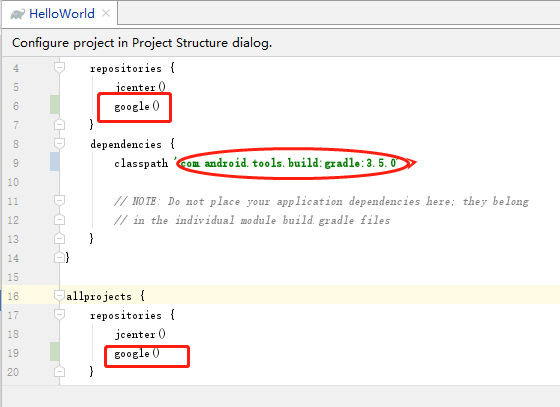 HelloWorld ×
Configure project in Project Structure dialog.
4 repositories {
5 jcenter()
6 google()
7 }
8 dependencies {
9 classpath 'com.android.tools.build:gradle:3.5.0
10
11 // NOTE: Do not place your application dependencies here; they belong
12 // in the individual module build.gradle files
13 }
14 }
15
16 allprojects {
17 repositories {
18 jcenter()
19 google()
20 }